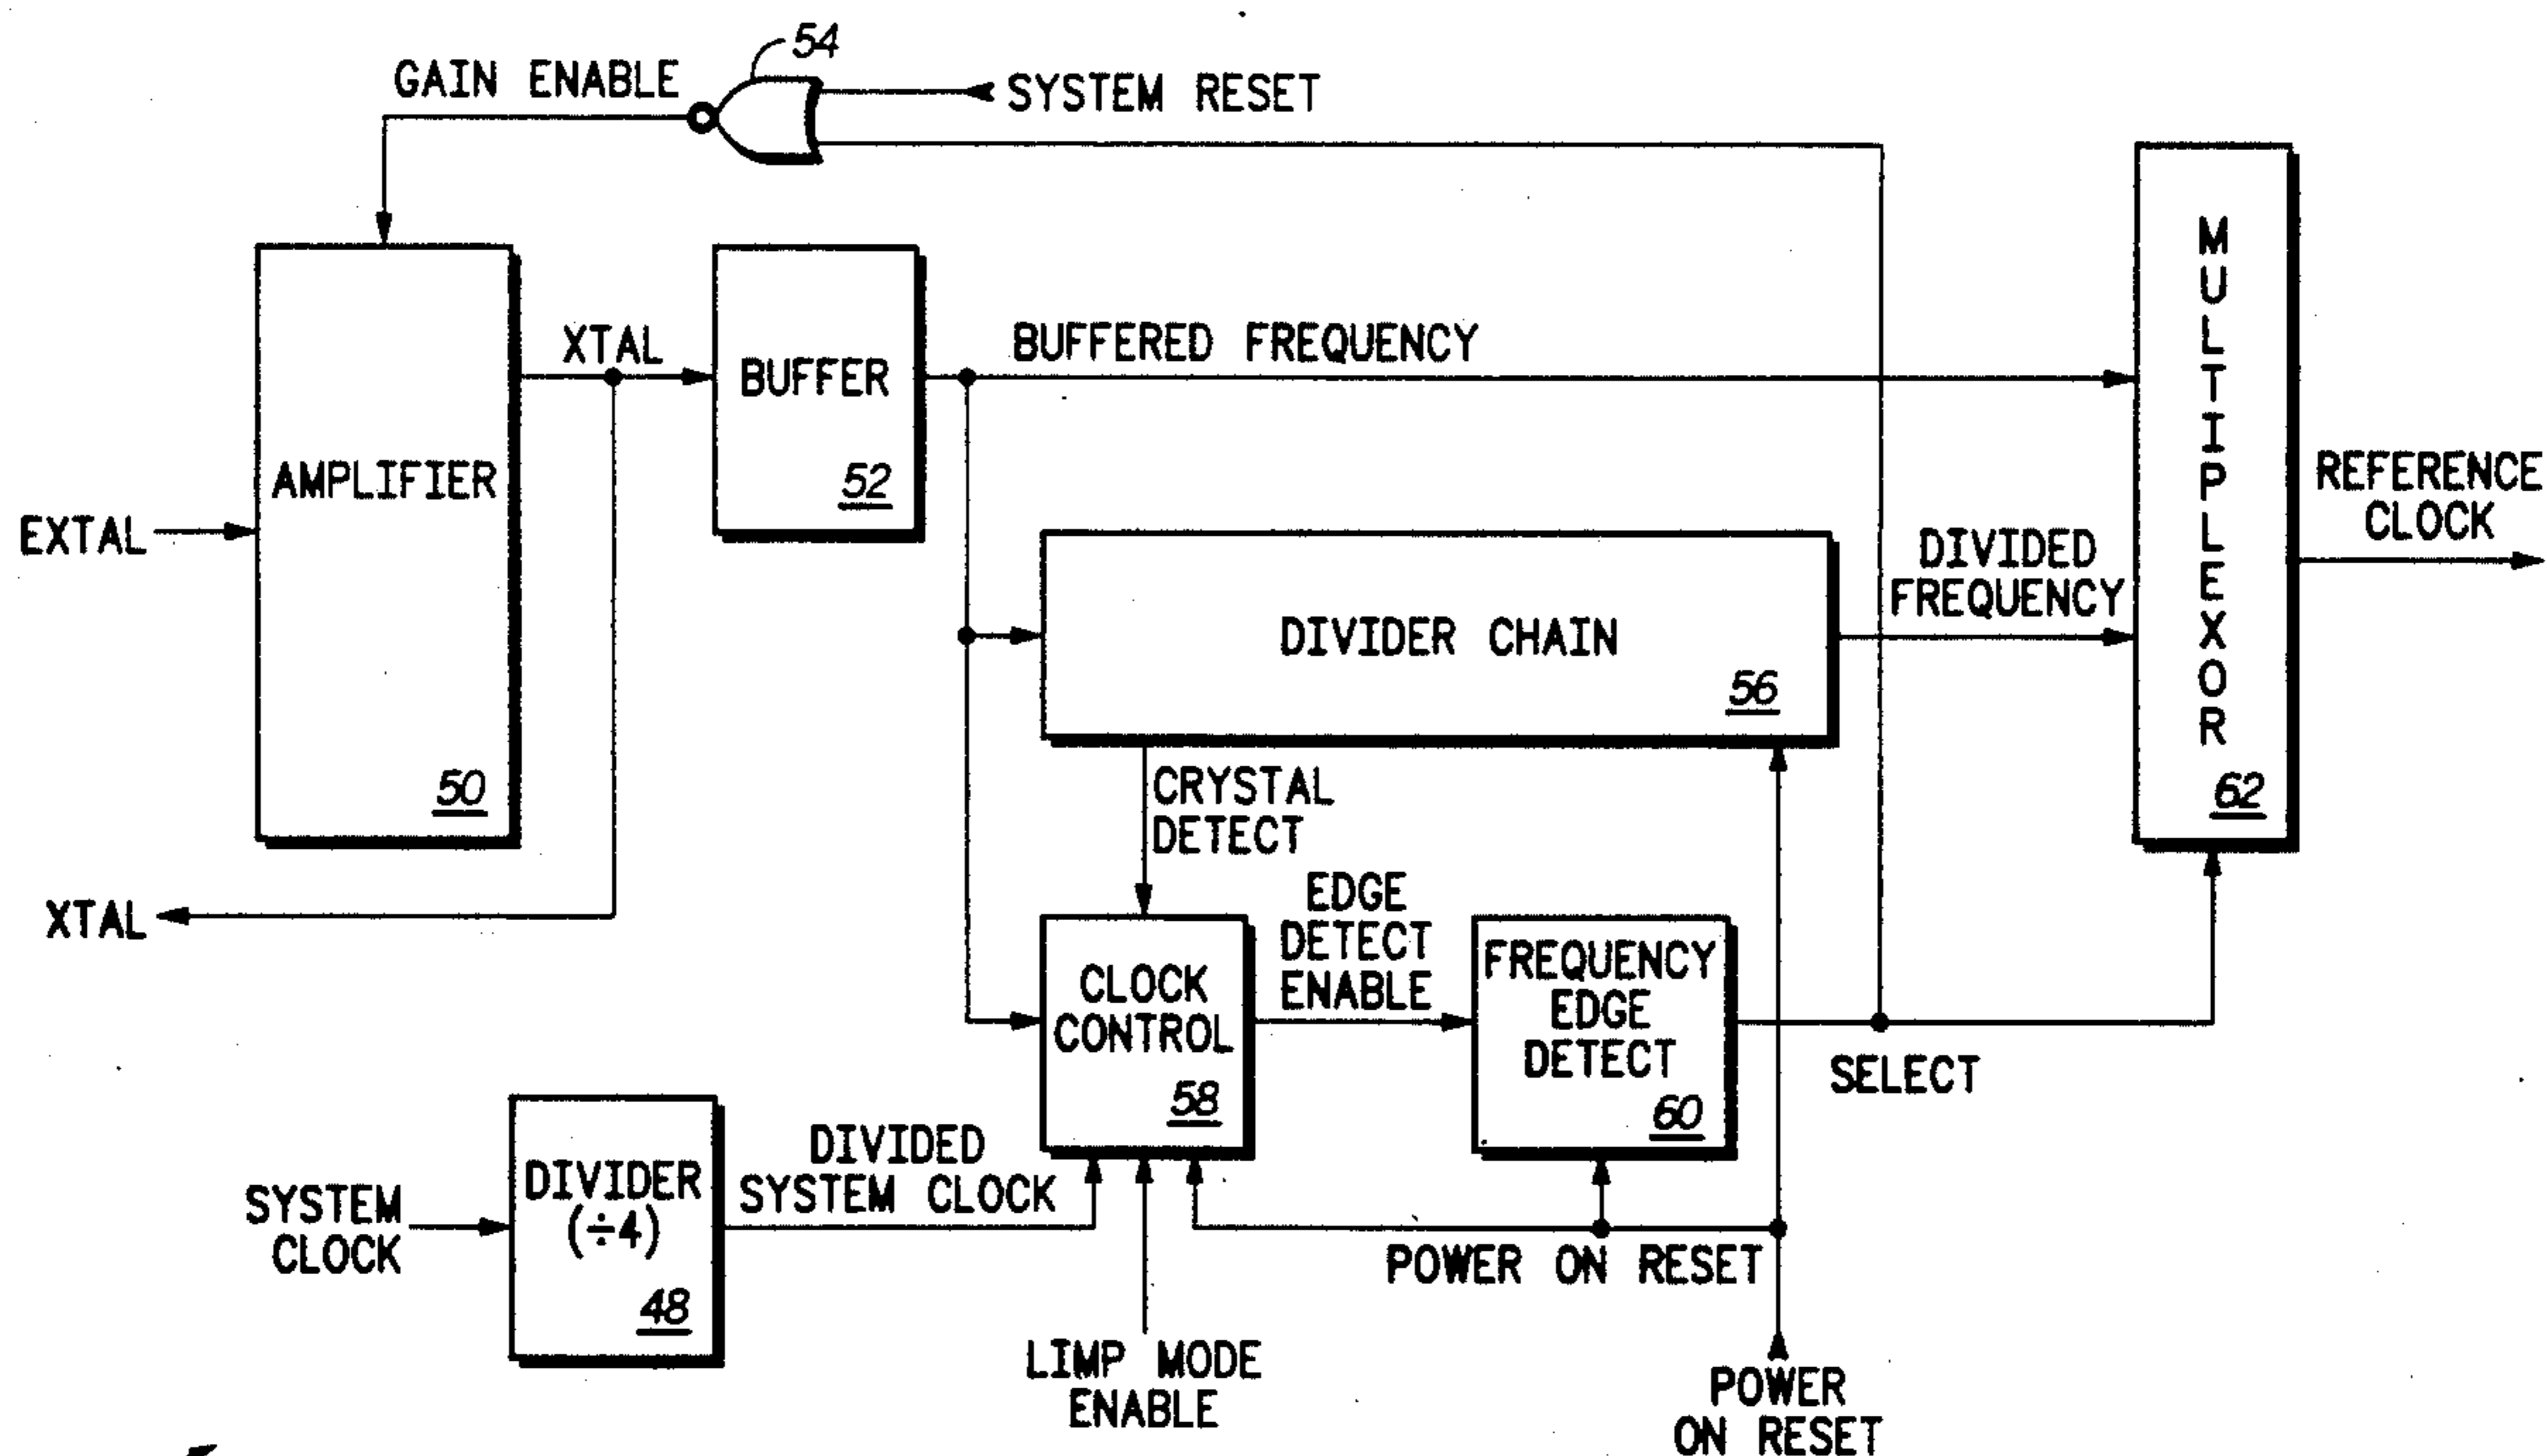 54
GAIN ENABLE
SYSTEM RESET
XTAL
BUFFER
52
BUFFERED FREQUENCY
MULTIPLEXOR
62
AMPLIFIER
50
EXTAL
REFERENCE
CLOCK
DIVIDED
FREQUENCY
DIVIDER CHAIN
56
CRYSTAL
DETECT
XTAL
EDGE
DETECT
ENABLE
CLOCK
CONTROL
58
FREQUENCY
EDGE
DETECT
60
SELECT
SYSTEM
CLOCK
DIVIDER
(÷4)
48
DIVIDED
SYSTEM CLOCK
POWER ON RESET
LIMP MODE
ENABLE
POWER
ON RESET